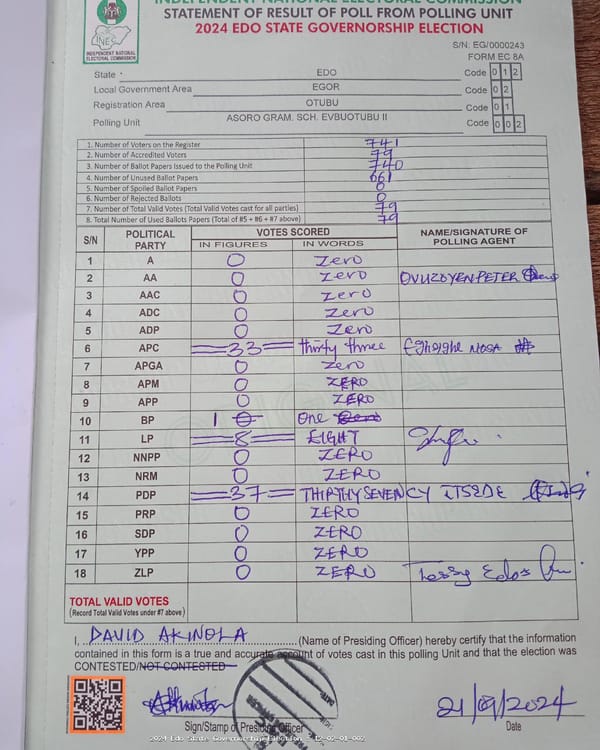 INDEPENDENT NATIONAL ELECTORAL COMMISSION
STATEMENT OF RESULT OF POLL FROM POLLING UNIT
2024 EDO STATE GOVERNORSHIP ELECTION
INEC
INDEPENDENT NATIONAL ELECTORAL COMMISSION
S/N: EG/0000243
FORM EC 8A
State EDO Code 0 1 2
Local Government Area EGOR Code 0 2
Registration Area OTUBU Code 0 1
Polling Unit ASORO GRAM. SCH. EVBUOTUBU II Code 0 0 2
1. Number of Voters on the Register 741
2. Number of Accredited Voters 79
3. Number of Ballot Papers Issued to the Polling Unit 740
4. Number of Unused Ballot Papers 661
5. Number of Spoiled Ballot Papers 0
6. Number of Rejected Ballots 0
7. Number of Total Valid Votes (Total Valid Votes cast for all parties) 79
8. Total Number of Used Ballots Papers (Total of #5 + #6 + #7 above) 79
S/N POLITICAL PARTY VOTES SCORED NAME/SIGNATURE OF POLLING AGENT
IN FIGURES IN WORDS
1 A 0 Zero
2 AA 0 Zero OVUZOYEN PETER
3 AAC 0 Zero
4 ADC 0 Zero
5 ADP 0 Zero
6 APC =33= thirty three NOSA
7 APGA 0 Zero
8 APM 0 ZERO
9 APP 0 ZERO
10 BP 1 0 One Zero
11 LP =8= EIGHT
12 NNPP 0 ZERO
13 NRM 0 ZERO
14 PDP =37= THIRTHYSEVEN
15 PRP 0 ZERO
16 SDP 0 ZERO
17 YPP 0 ZERO
18 ZLP 0 ZERO Tessy Edos
TOTAL VALID VOTES
(Record Total Valid Votes under #7 above)
I, DAVID AKINOLA (Name of Presiding Officer) hereby certify that the information
contained in this form is a true and accurate account of votes cast in this polling Unit and that the election was
CONTESTED/NOT CONTESTED
21/09/2024
Sign/Stamp of Presiding Officer Date
2024 Edo State Governorship Election - 12-02-01-002